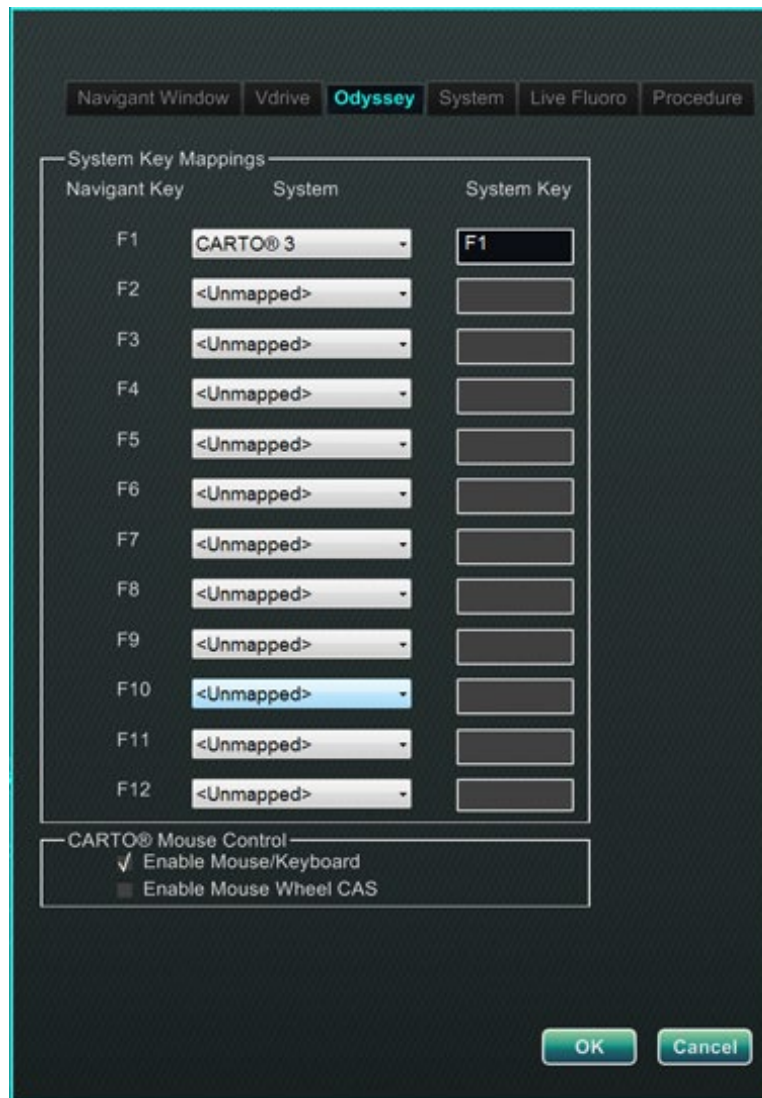 Navigant Window Vdrive Odyssey System Live Fluoro Procedure
System Key Mappings
Navigant Key System System Key
F1 CARTO® 3 F1
F2 <Unmapped>
F3 <Unmapped>
F4 <Unmapped>
F5 <Unmapped>
F6 <Unmapped>
F7 <Unmapped>
F8 <Unmapped>
F9 <Unmapped>
F10 <Unmapped>
F11 <Unmapped>
F12 <Unmapped>
CARTO® Mouse Control
Enable Mouse/Keyboard
Enable Mouse Wheel CAS
OK Cancel